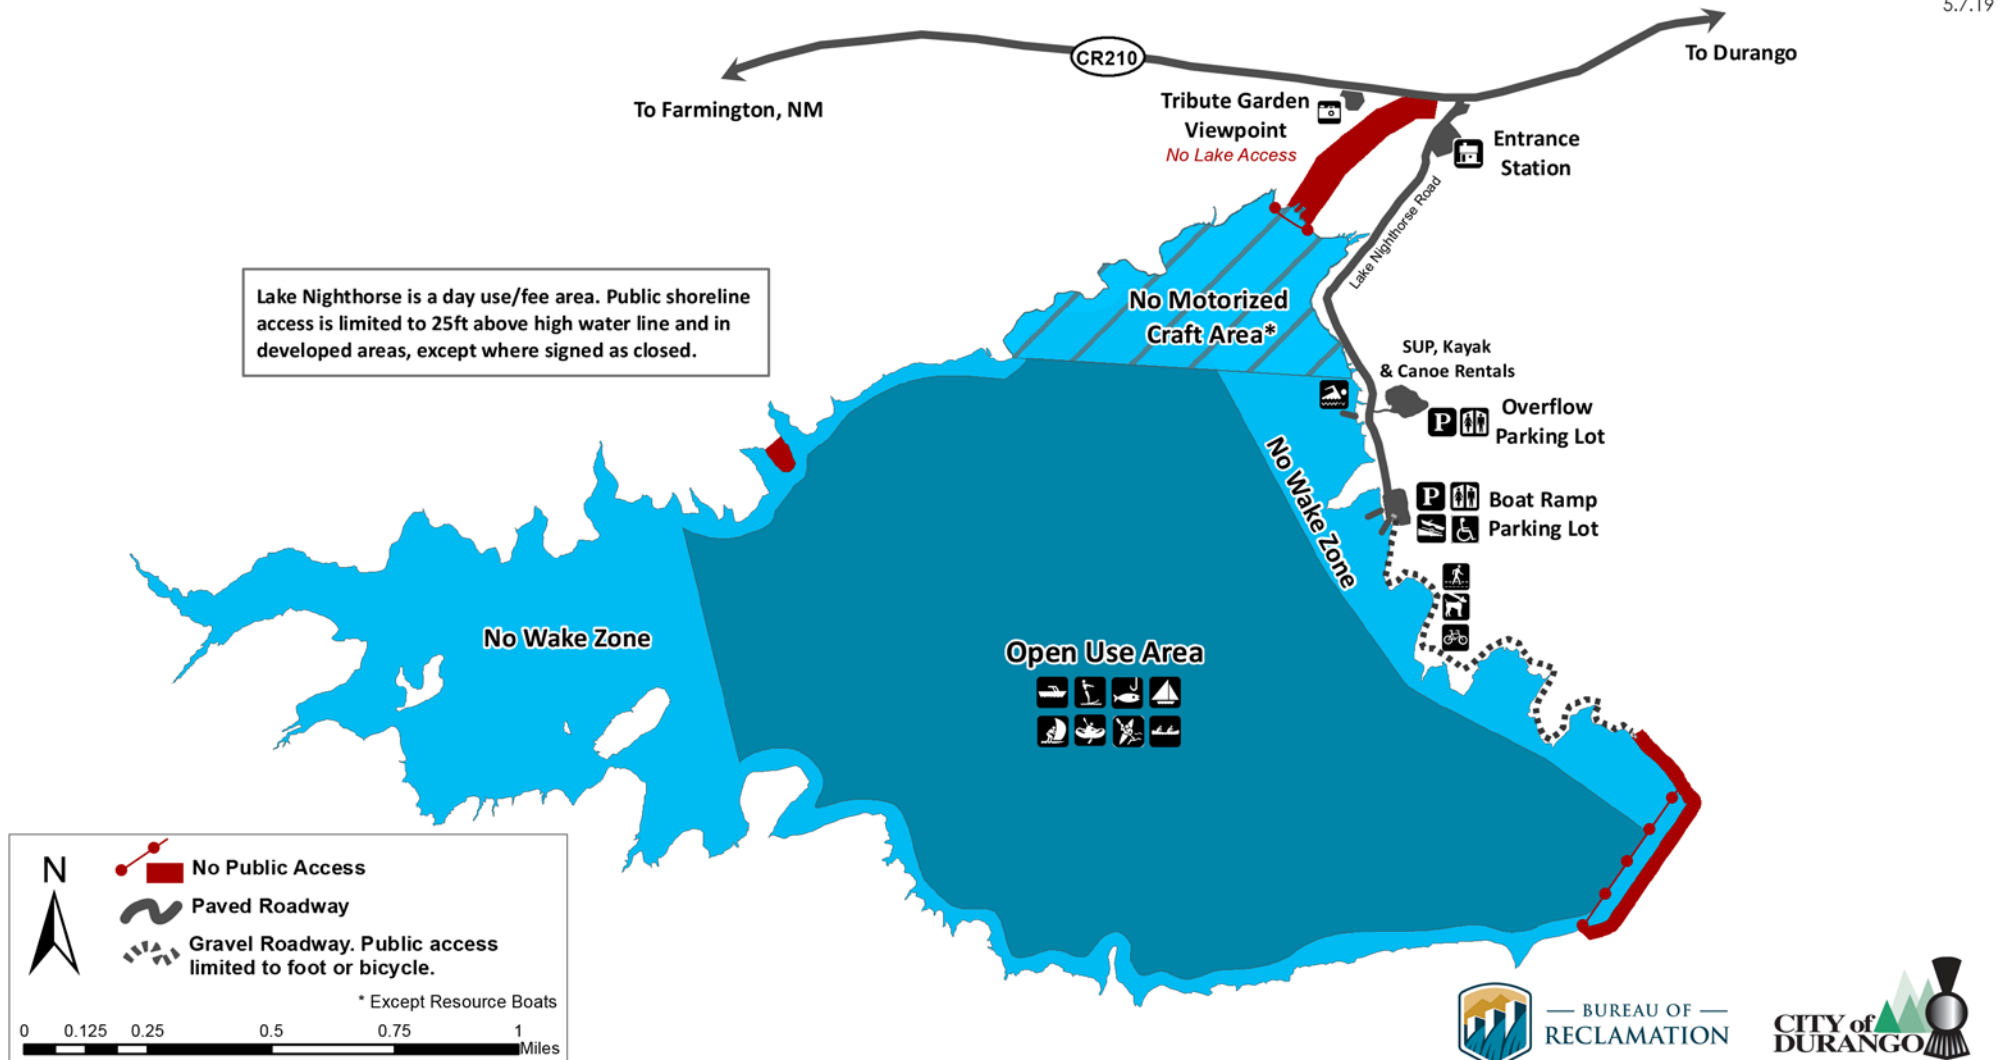 5.7.19
CR210
To Durango
To Farmington, NM
Tribute Garden
Viewpoint
No Lake Access
Entrance
Station
Lake Nighthorse Road
Lake Nighthorse is a day use/fee area. Public shoreline
access is limited to 25ft above high water line and in
developed areas, except where signed as closed.
No Motorized
Craft Area*
SUP, Kayak
& Canoe Rentals
P
Overflow
Parking Lot
No Wake Zone
P
Boat Ramp
Parking Lot
No Wake Zone
Open Use Area
N
No Public Access
Paved Roadway
Gravel Roadway. Public access
limited to foot or bicycle.
* Except Resource Boats
0 0.125 0.25 0.5 0.75 1
Miles
BUREAU OF
RECLAMATION
CITY of
DURANGO